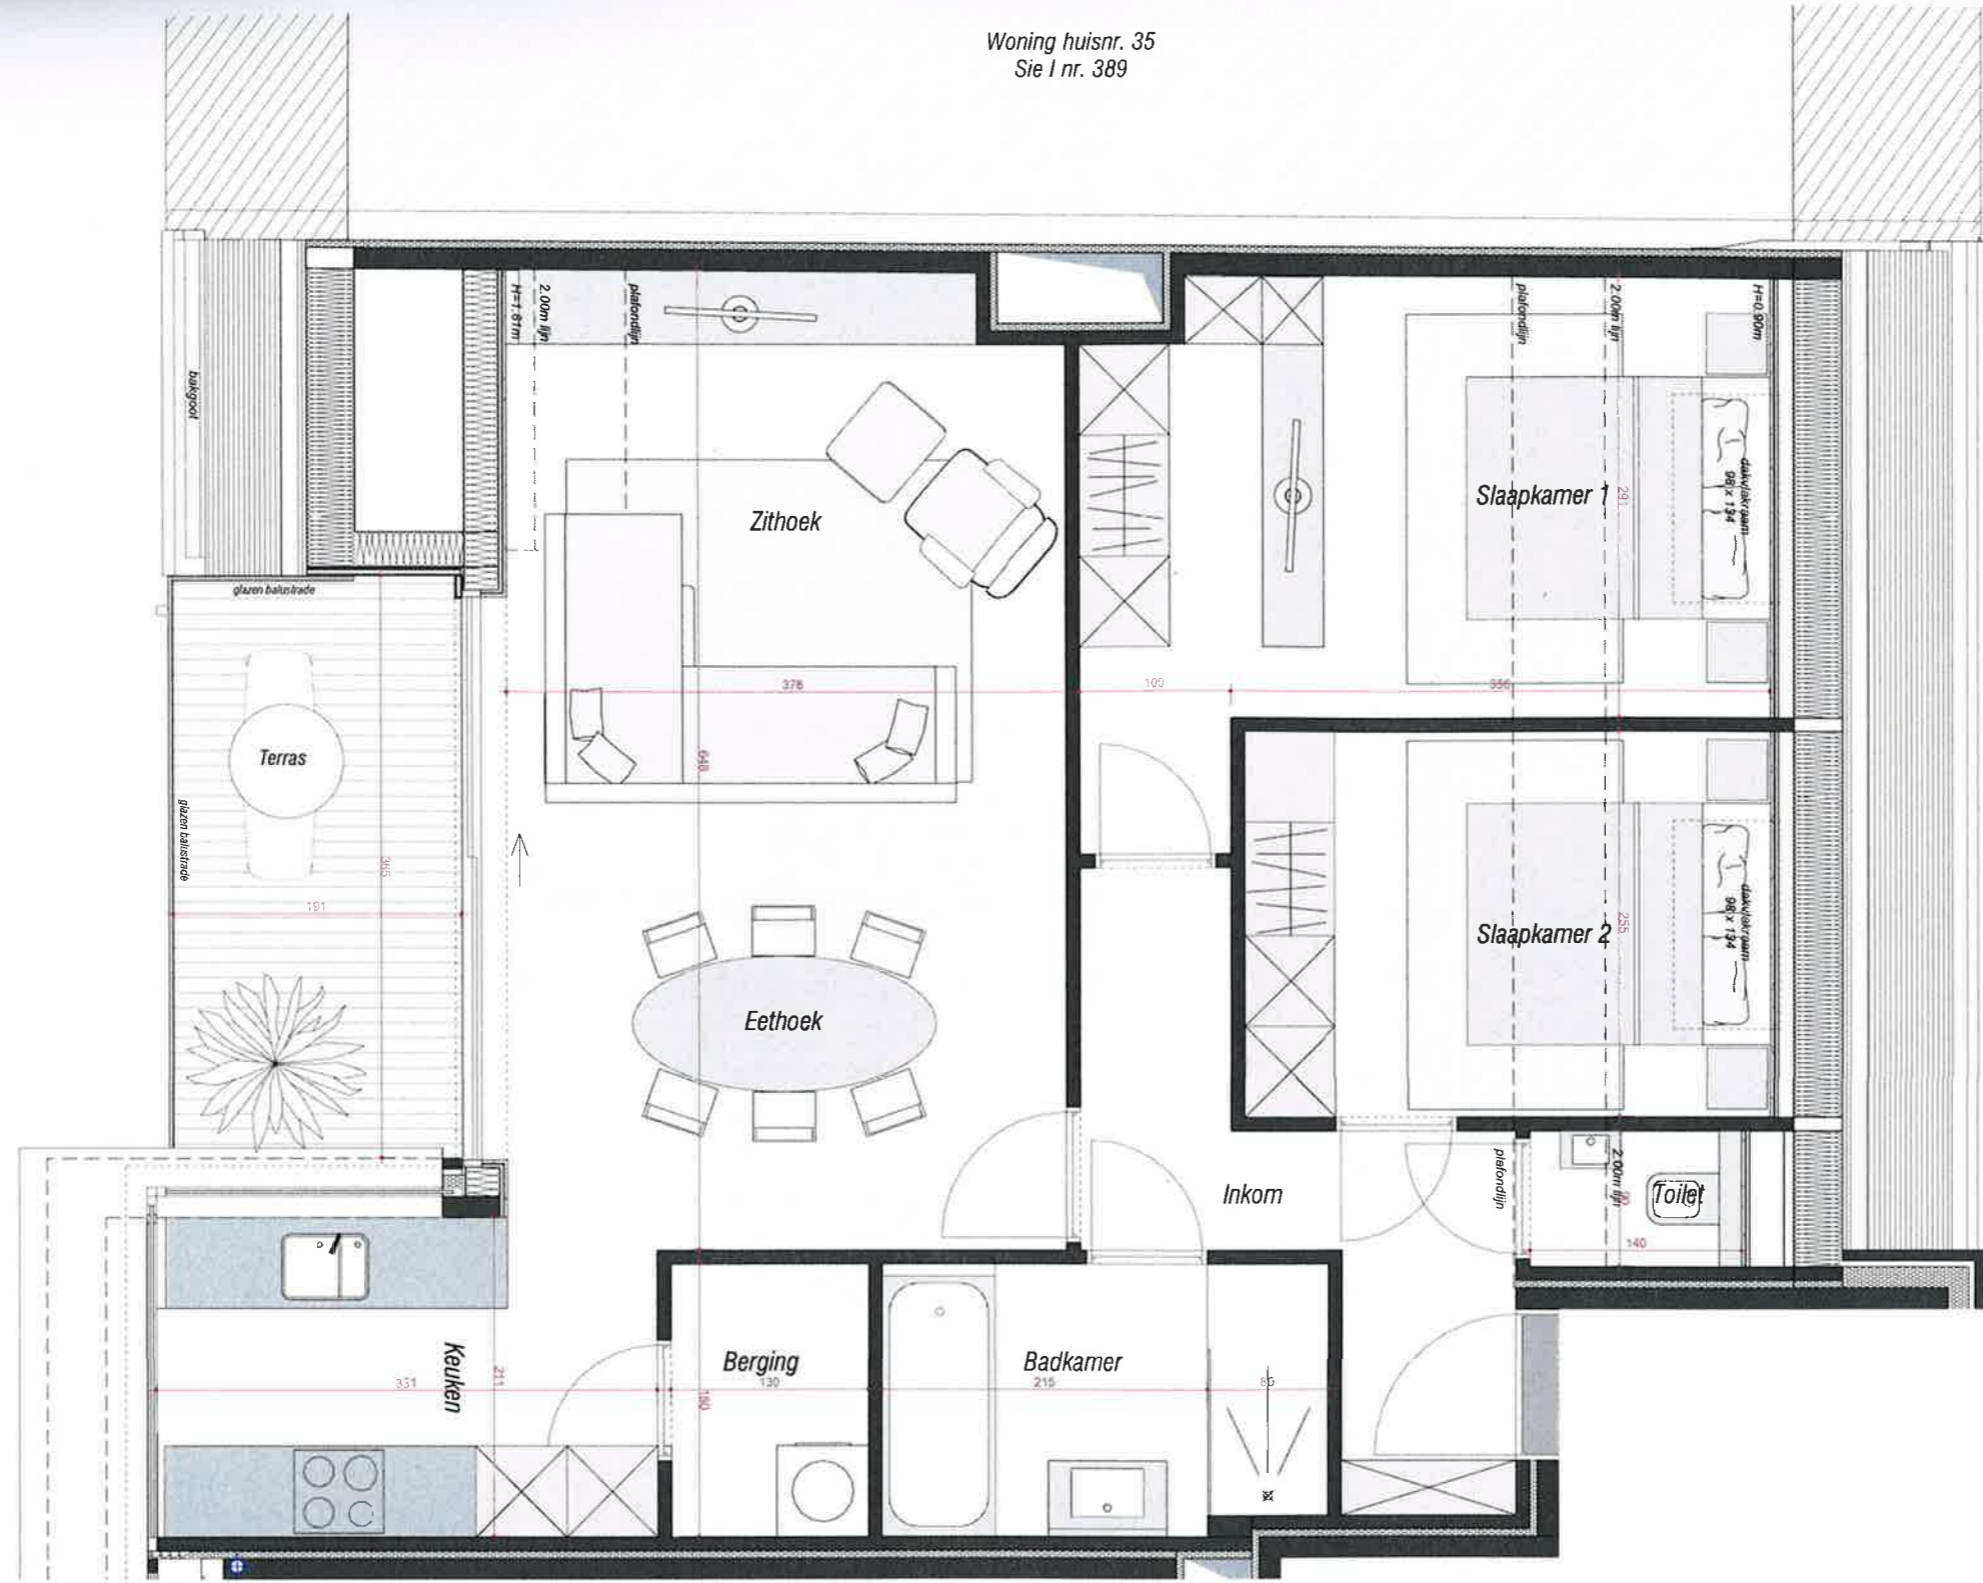 Woning huisnr. 35
Sie I nr. 389
H=1.81m
2.00m lijn
plafondlijn
plafondlijn
2.00m lijn
H=0.90m
bakgoot
Zithoek
Slaapkamer 1
291
dakvlakraam
98 x 134
glazen balustrade
378
100
356
648
Terras
glazen balustrade
365
191
Slaapkamer 2
255
dakvlakraam
98 x 134
Eethoek
Inkom
plafondlijn
2.00m lijn
90
Toilet
140
Keuken
331
211
Berging
130
180
Badkamer
215